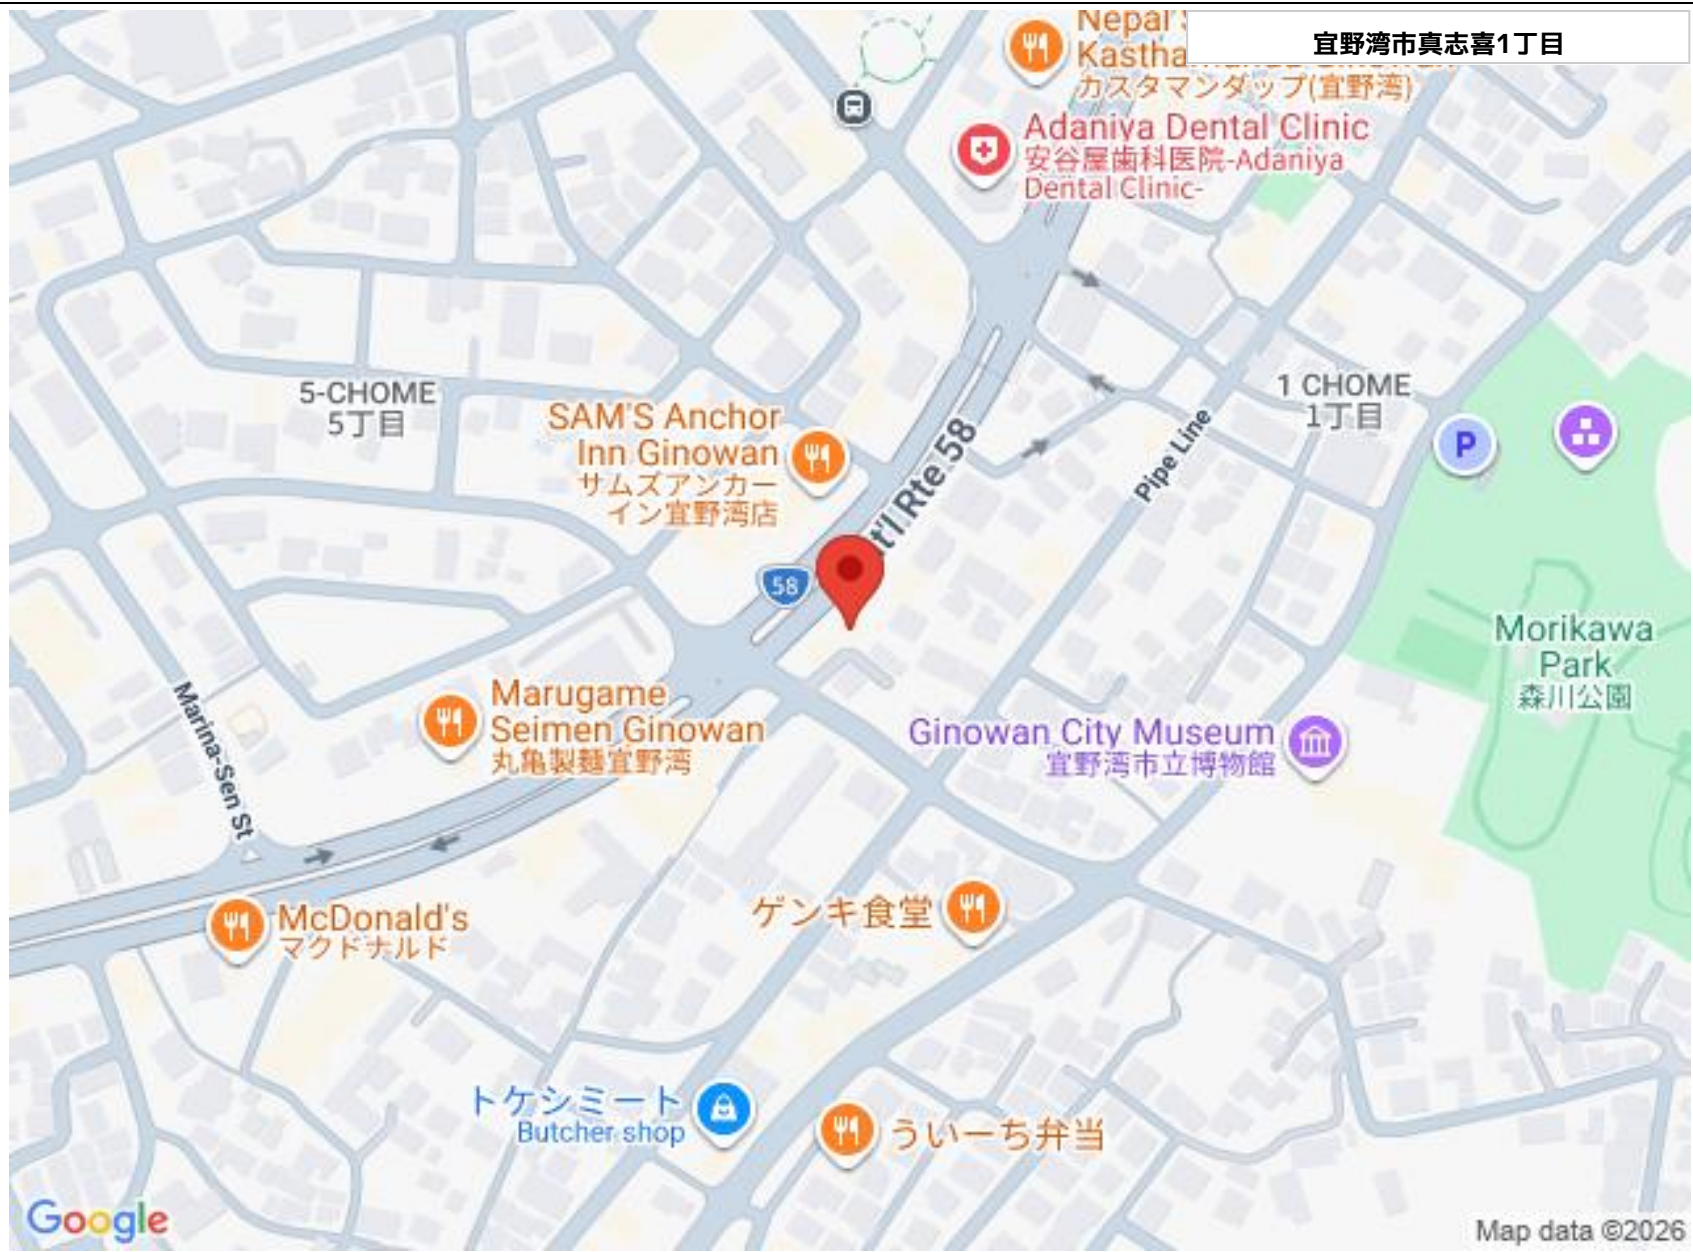 宜野湾市真志喜1丁目
Nepal's
Kastha
カスタマンダップ(宜野湾)
Adaniya Dental Clinic
安谷屋歯科医院-Adaniya
Dental Clinic-
5-CHOME
5丁目
1 CHOME
1丁目
SAM'S Anchor
Inn Ginowan
サムズアンカー
イン宜野湾店
t'l Rte 58
58
Pipe Line
P
Morikawa
Park
森川公園
Marugame
Seimen Ginowan
丸亀製麺宜野湾
Marina-Sen St
Ginowan City Museum
宜野湾市立博物館
McDonald's
マクドナルド
ゲンキ食堂
トケシミート
Butcher shop
ういーち弁当
Google
Map data ©2026